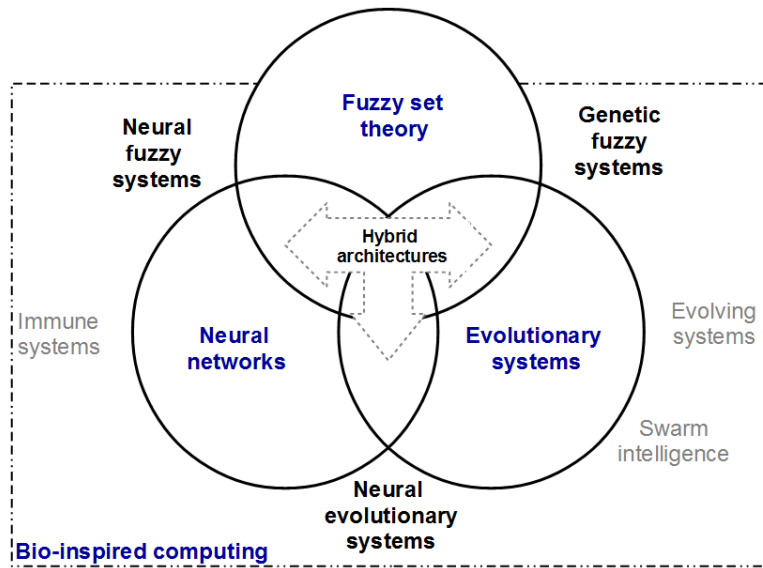 Fuzzy set
theory
Neural
fuzzy
systems
Genetic
fuzzy
systems
Hybrid
architectures
Immune
systems
Neural
networks
Evolutionary
systems
Evolving
systems
Swarm
intelligence
Neural
evolutionary
systems
Bio-inspired computing